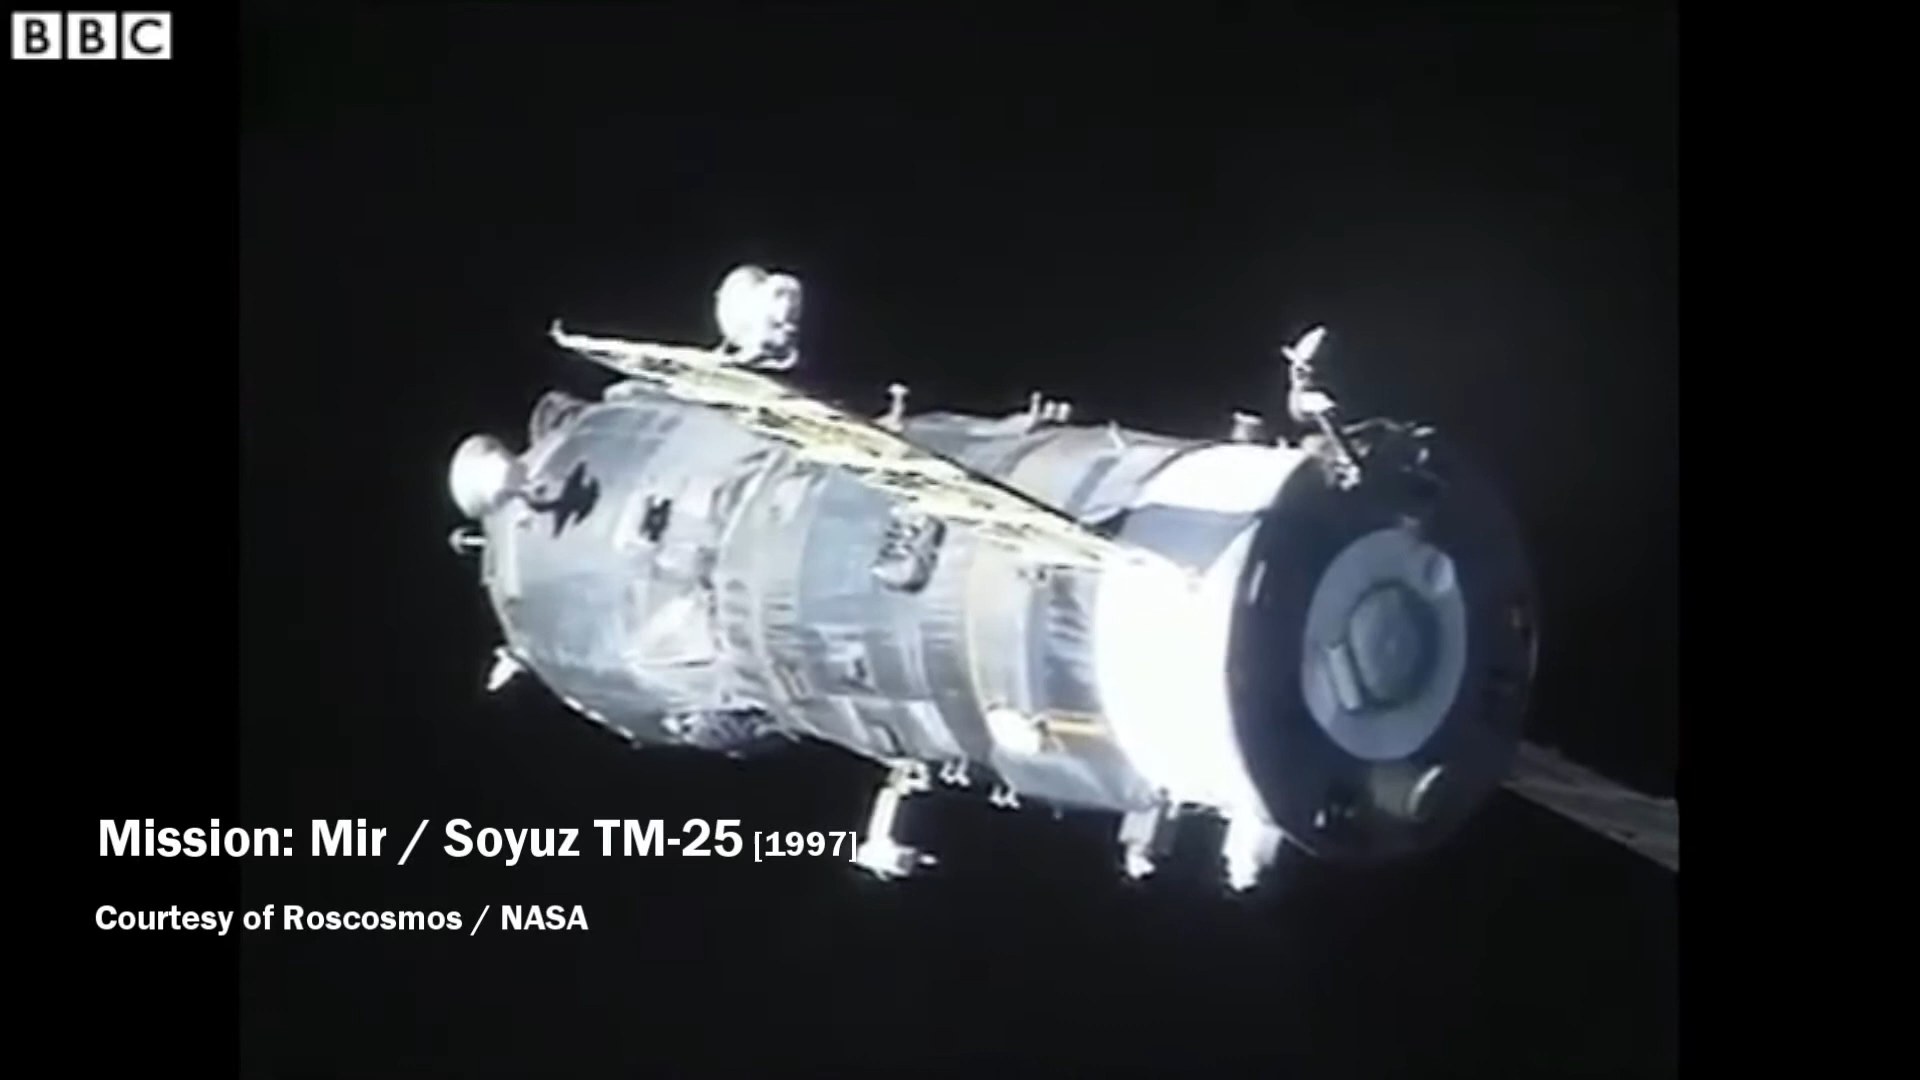 BBC
Mission: Mir / Soyuz TM-25 [1997]
Courtesy of Roscosmos / NASA